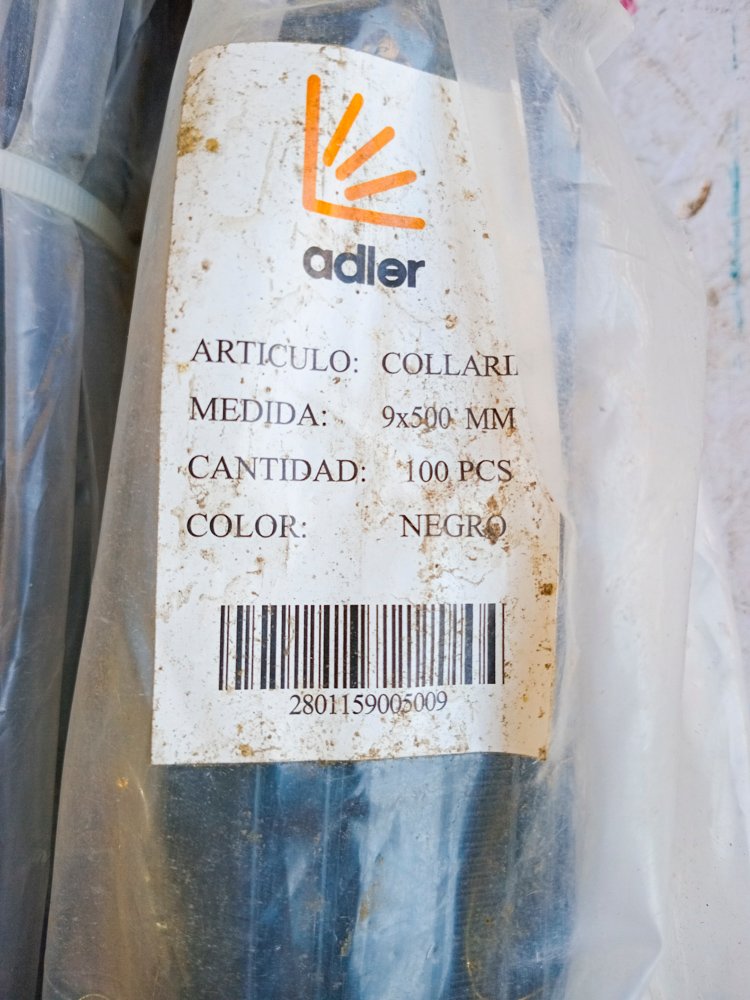 adler
ARTICULO: COLLARI
MEDIDA: 9x500 MM
CANTIDAD: 100 PCS
COLOR: NEGRO
2801159005009